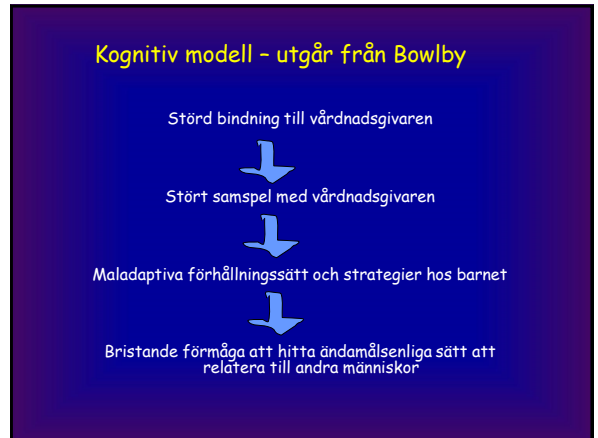 Kognitiv modell – utgår från Bowlby
Störd bindning till vårdnadsgivaren
Stört samspel med vårdnadsgivaren
Maladaptiva förhållningssätt och strategier hos barnet
Bristande förmåga att hitta ändamålsenliga sätt att
relatera till andra människor